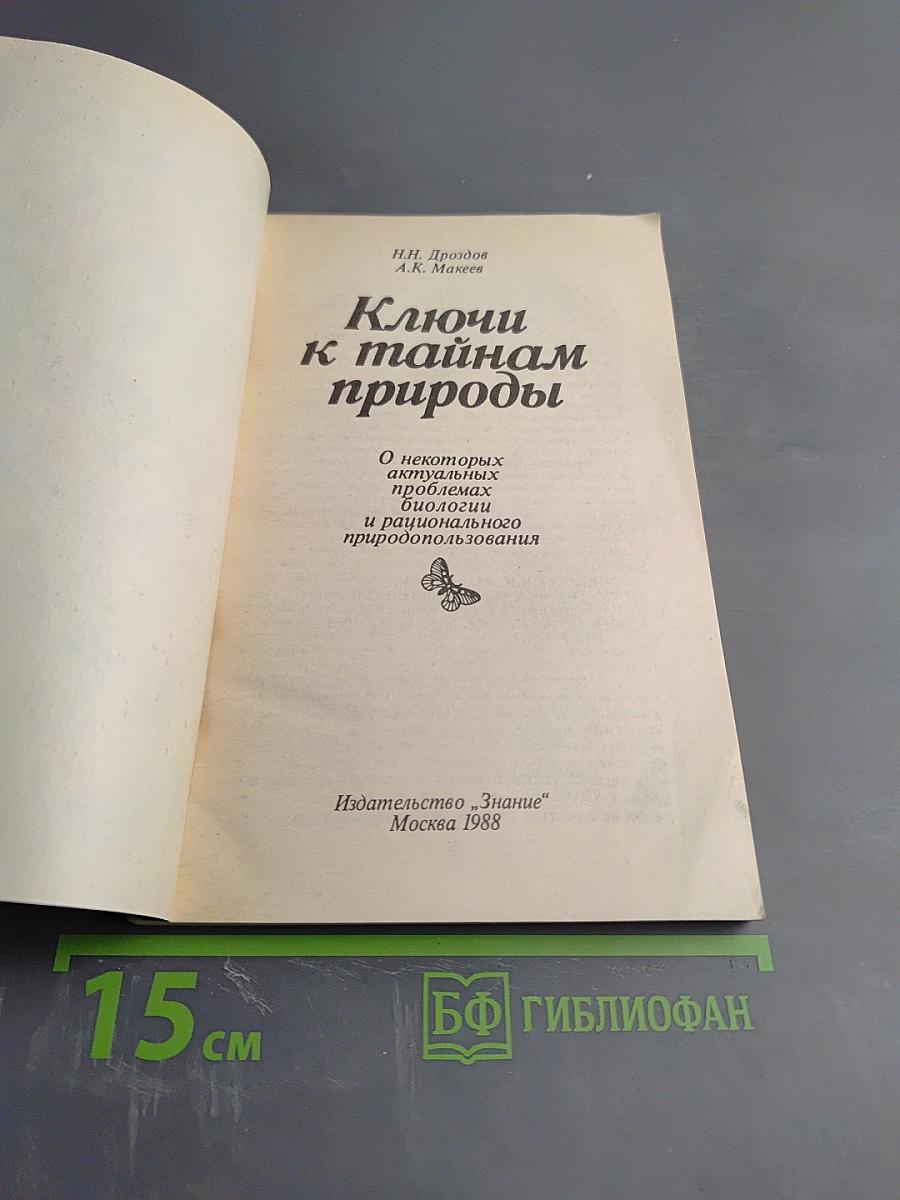 Н.Н. Дроздов
А.К. Макеев
Ключи
к тайнам
природы
О некоторых
актуальных
проблемах
биологии
и рационального
природопользования
Издательство „Знание“
Москва 1988
15 см
БФ ГИБЛИОФАН